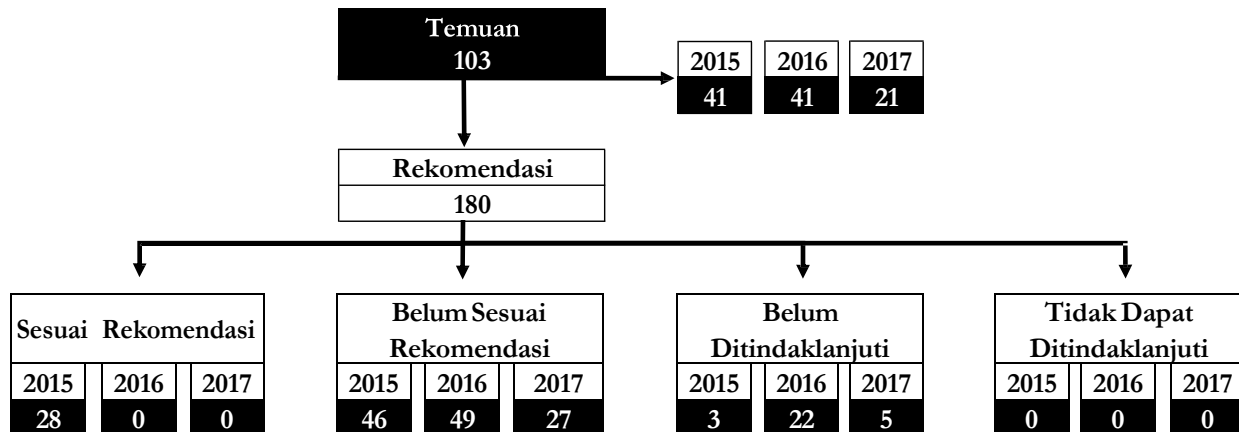 Temuan
103
2015 2016 2017
41 41 21
Rekomendasi
180
Sesuai Rekomendasi
2015 2016 2017
28 0 0
Belum Sesuai
Rekomendasi
2015 2016 2017
46 49 27
Belum
Ditindaklanjuti
2015 2016 2017
3 22 5
Tidak Dapat
Ditindaklanjuti
2015 2016 2017
0 0 0